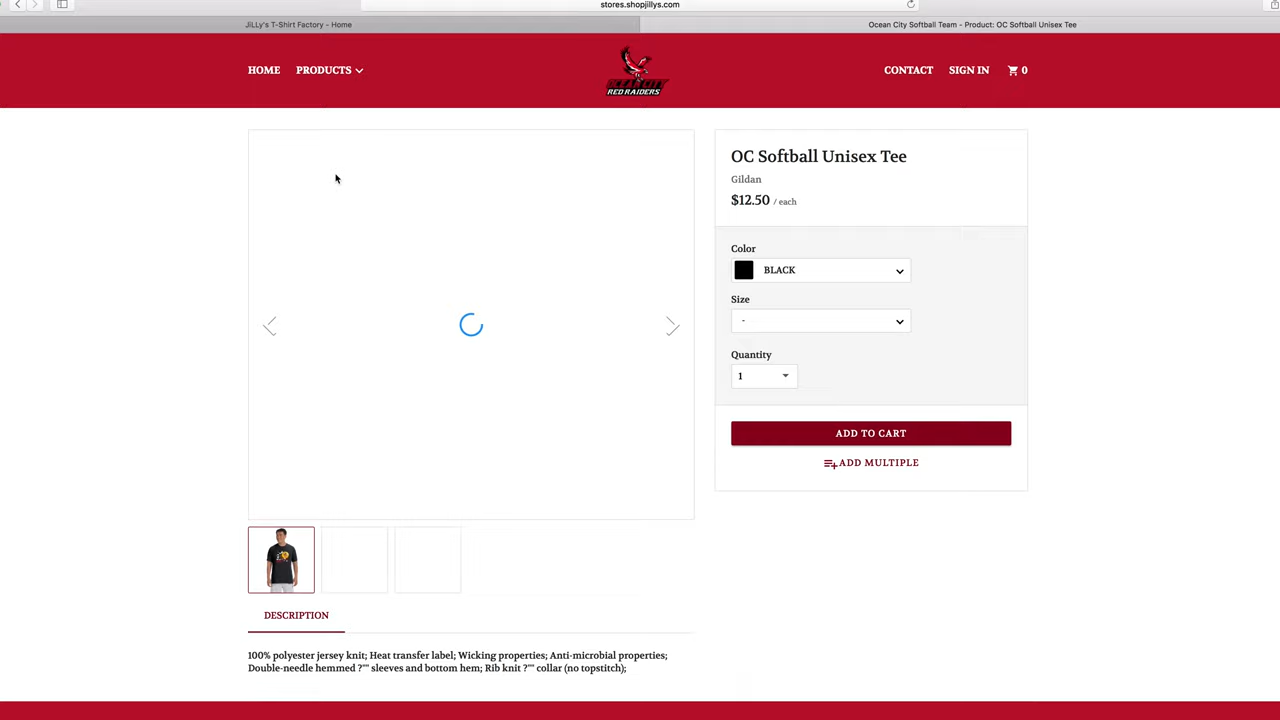 stores.shopjillys.com
JiLLy's T-Shirt Factory - Home
Ocean City Softball Team - Product: OC Softball Unisex Tee
HOME PRODUCTS
RED RAIDERS
CONTACT SIGN IN 0
OC Softball Unisex Tee
Gildan
$12.50 / each
Color
BLACK
Size
-
Quantity
1
ADD TO CART
ADD MULTIPLE
DESCRIPTION
100% polyester jersey knit; Heat transfer label; Wicking properties; Anti-microbial properties;
Double-needle hemmed ?"" sleeves and bottom hem; Rib knit ?"" collar (no topstitch);